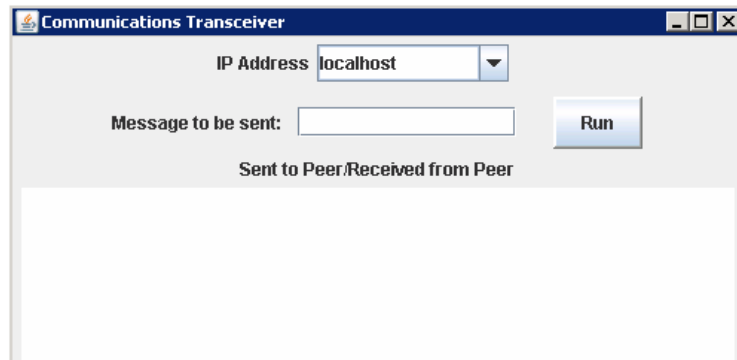 Communications Transceiver
IP Address localhost
Message to be sent: Run
Sent to Peer/Received from Peer